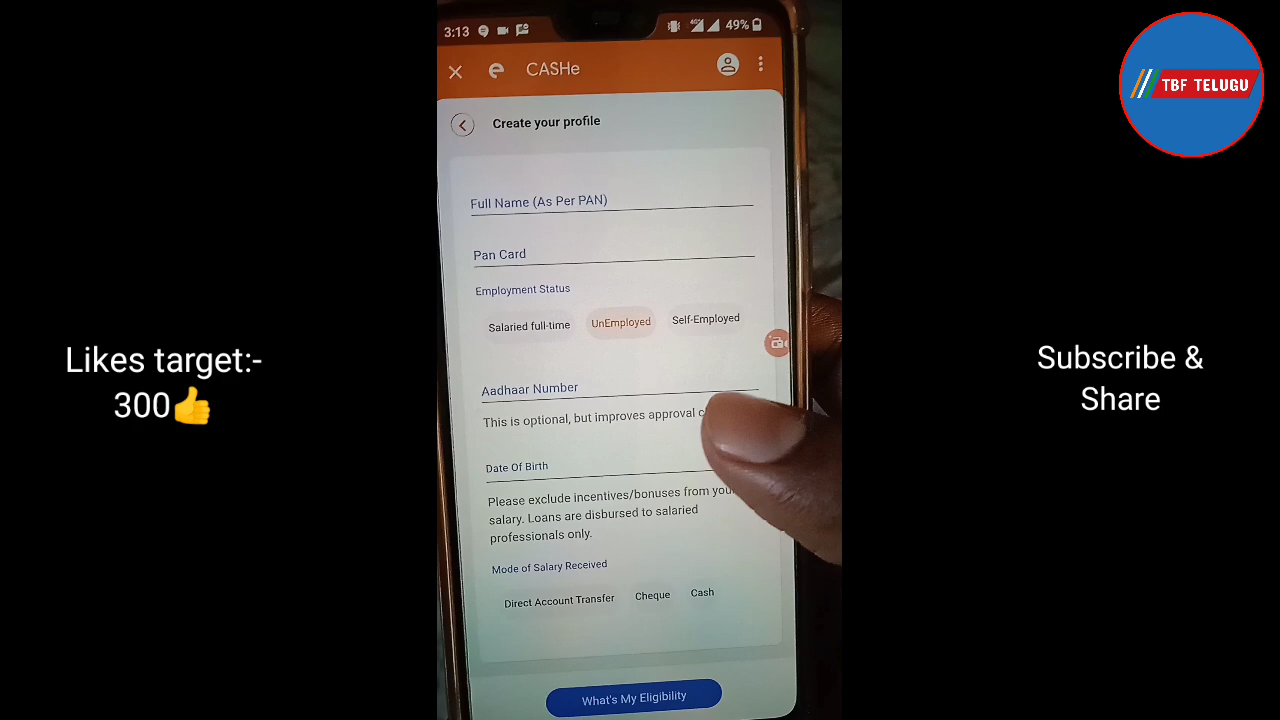 3:13
4G
49%
CASHe
Create your profile
Full Name (As Per PAN)
Pan Card
Employment Status
Salaried full-time
UnEmployed
Self-Employed
Aadhaar Number
This is optional, but improves approval
Date Of Birth
Please exclude incentives/bonuses from
salary. Loans are disbursed to salaried
professionals only.
Mode of Salary Received
Direct Account Transfer
Cheque
Cash
What's My Eligibility
Likes target:-
300👍
TBF TELUGU
Subscribe &
Share